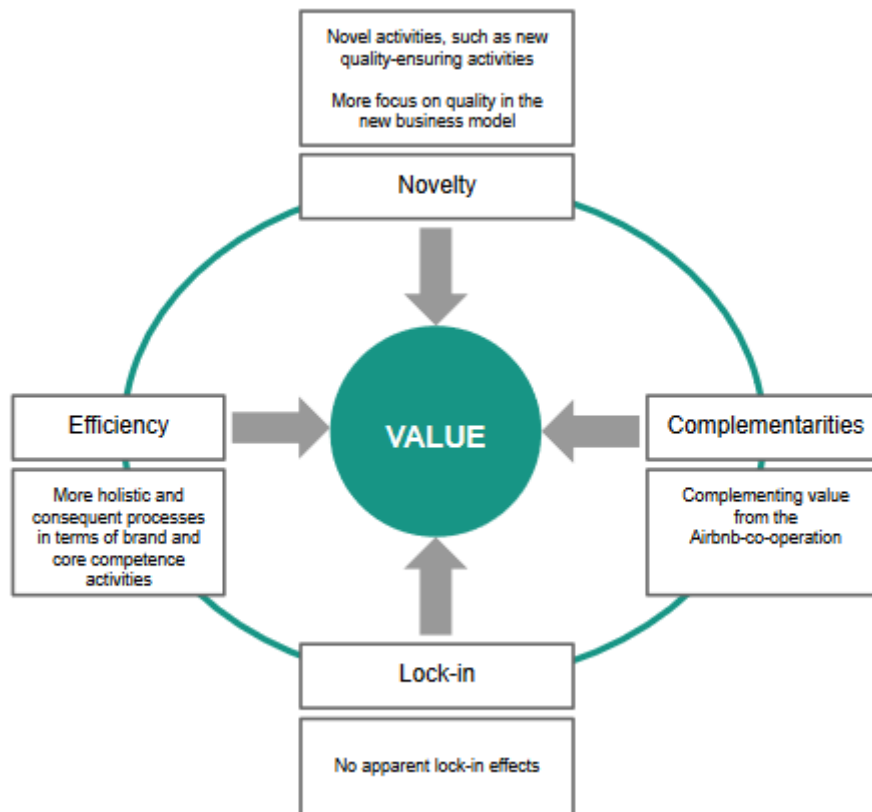 Novel activities, such as new
quality-ensuring activities
More focus on quality in the
new business model
Novelty
Efficiency
More holistic and
consequent processes
in terms of brand and
core competence
activities
VALUE
Complementarities
Complementing value
from the
Airbnb-co-operation
Lock-in
No apparent lock-in effects